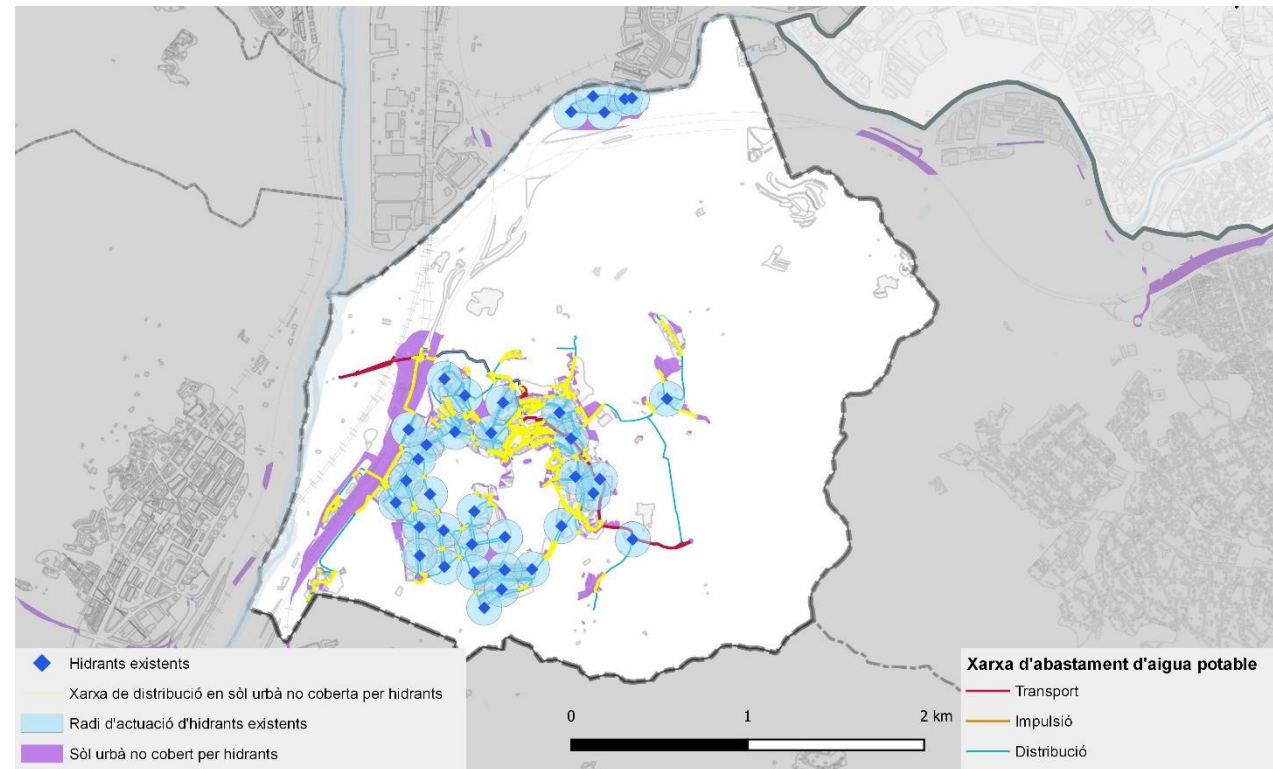 Hidrants existents
Xarxa de distribució en sòl urbà no coberta per hidrants
Radi d'actuació d'hidrants existents
Sòl urbà no cobert per hidrants
0 1 2 km
Xarxa d'abastament d'aigua potable
Transport
Impulsió
Distribució